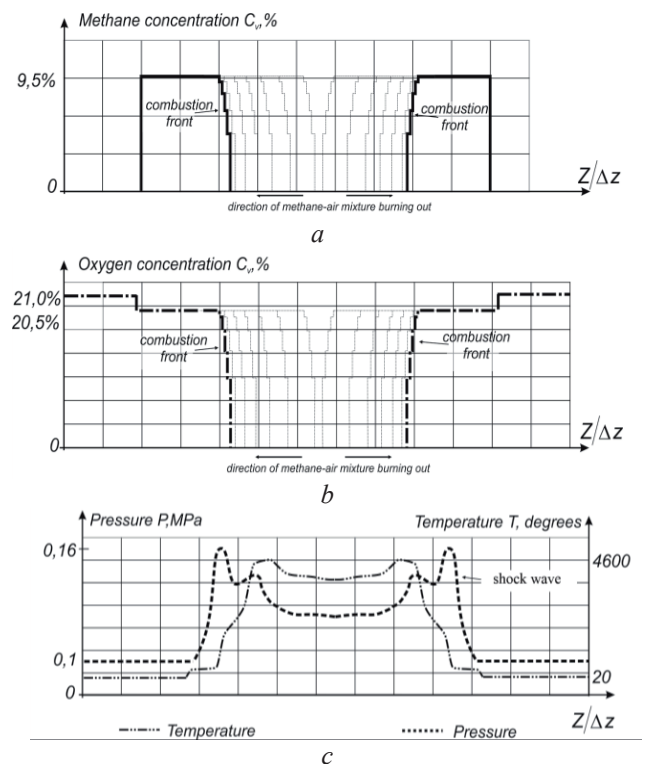 Methane concentration Cv,%
9,5%
combustion
front
combustion
front
0
Z/Δz
direction of methane-air mixture burning out
a
Oxygen concentration Cv,%
21,0%
20,5%
combustion
front
combustion
front
0
Z/Δz
direction of methane-air mixture burning out
b
Pressure P,MPa
Temperature T, degrees
0,16
4600
shock wave
0,1
0
20
Z/Δz
Temperature
Pressure
c